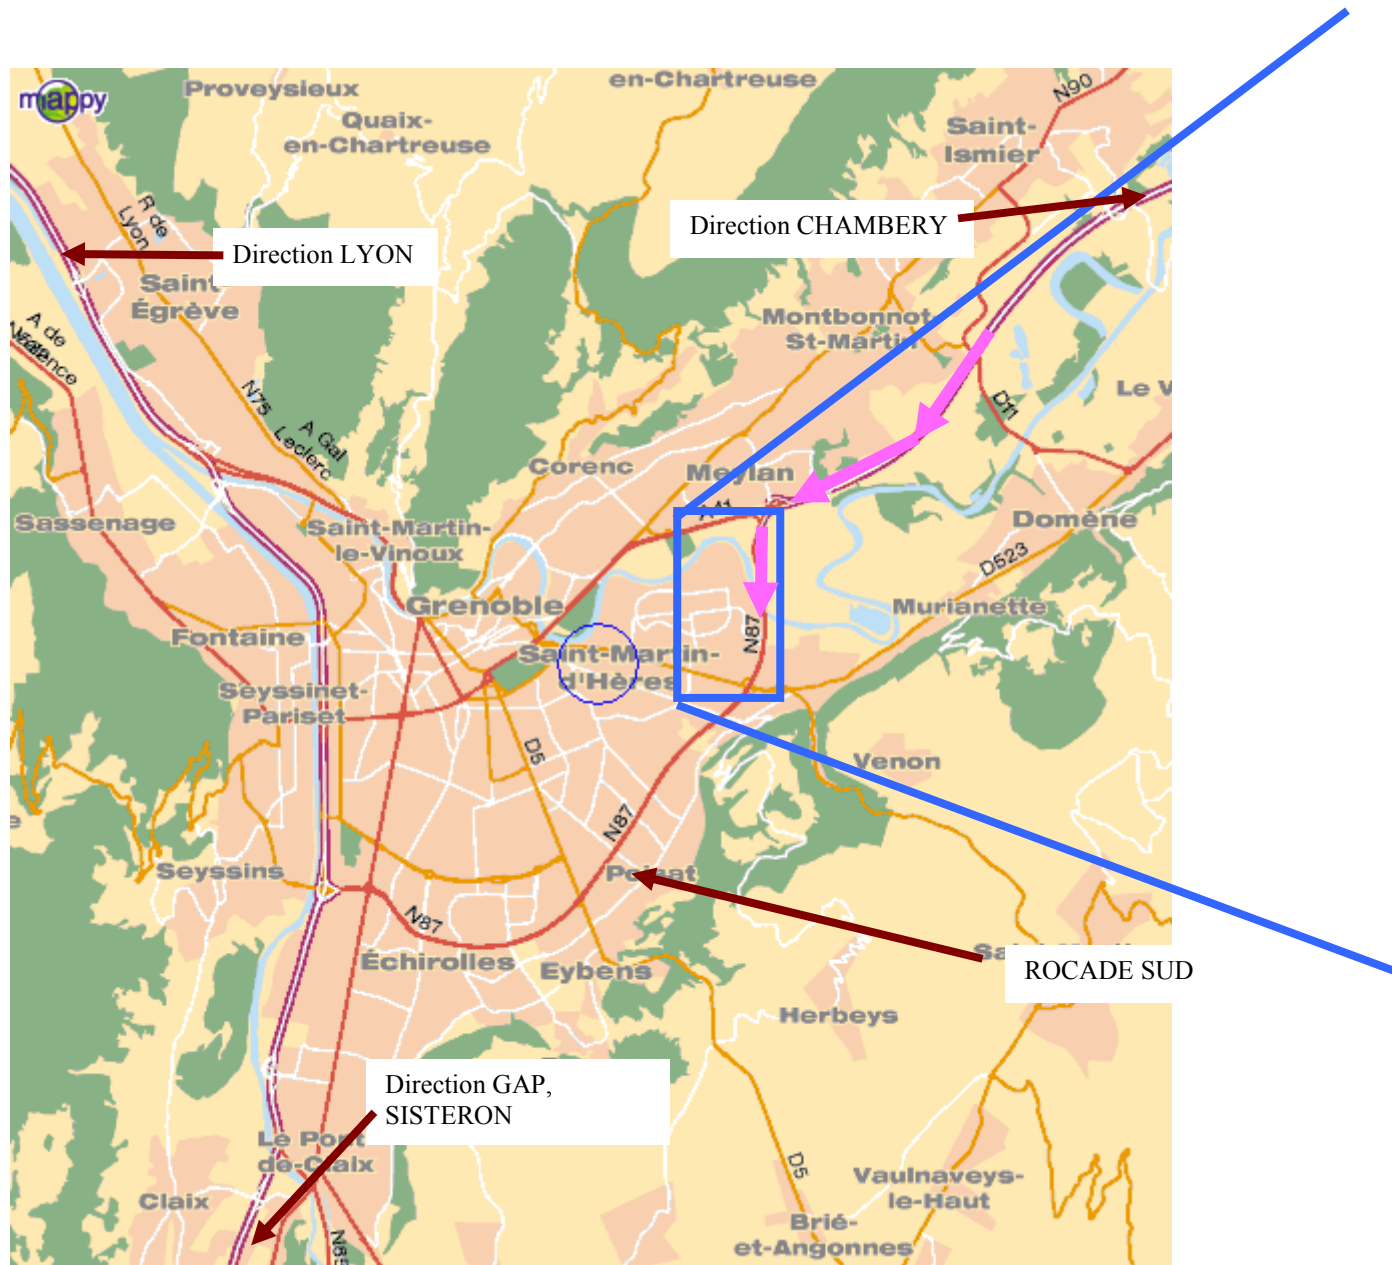 mappy
Proveysieux
en-Chartreuse
N90
Quaix-
en-Chartreuse
Saint-
Ismier
R de
Lyon
Direction CHAMBERY
Direction LYON
Saint-
Égrève
Montbonnot
St-Martin
A de
Valence
Le V
D11
N75
A Gal
Leclerc
Corenc
Meylan
A41
Sassenage
Saint-Martin-
le-Vinoux
Domène
D523
Grenoble
Murianette
Fontaine
N87
Saint-Martin-
d'Hères
Seyssinet-
Pariset
D5
Venon
N87
Seyssins
Poisat
N87
Échirolles
Eybens
ROCADE SUD
Herbeys
Direction GAP,
SISTERON
Le Pont
de-Claix
D5
Vaulnaveys-
le-Haut
Claix
Brié-
et-Angonnes
N85